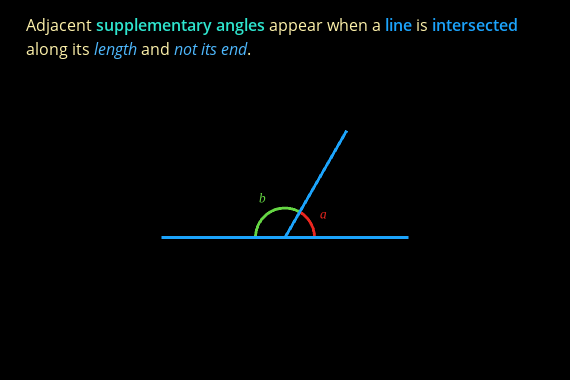 Adjacent supplementary angles appear when a line is intersected
along its length and not its end.
b
a